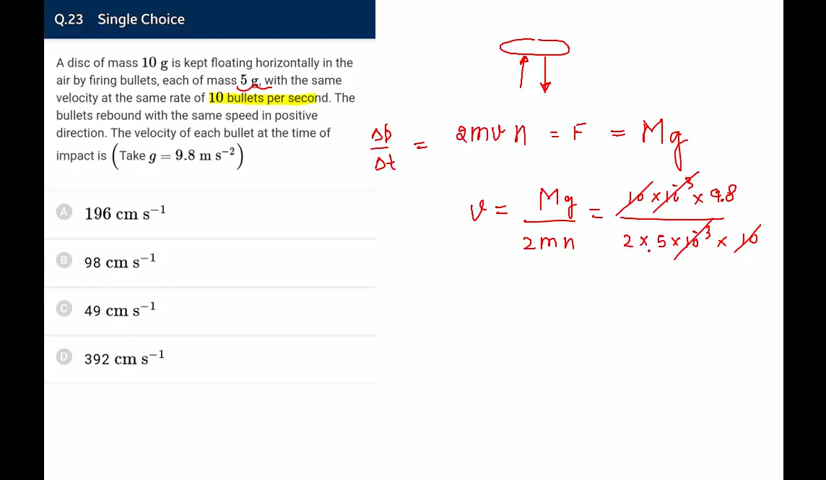 Q.23 Single Choice
A disc of mass 10 g is kept floating horizontally in the
air by firing bullets, each of mass 5 g, with the same
velocity at the same rate of 10 bullets per second. The
bullets rebound with the same speed in positive
direction. The velocity of each bullet at the time of
impact is (Take g = 9.8 m s⁻²)
A 196 cm s⁻¹
B 98 cm s⁻¹
C 49 cm s⁻¹
D 392 cm s⁻¹
Δp/Δt = 2mvn = F = Mg
v = Mg/2mn = 10×10⁻³×9.8/2×5×10⁻³×10